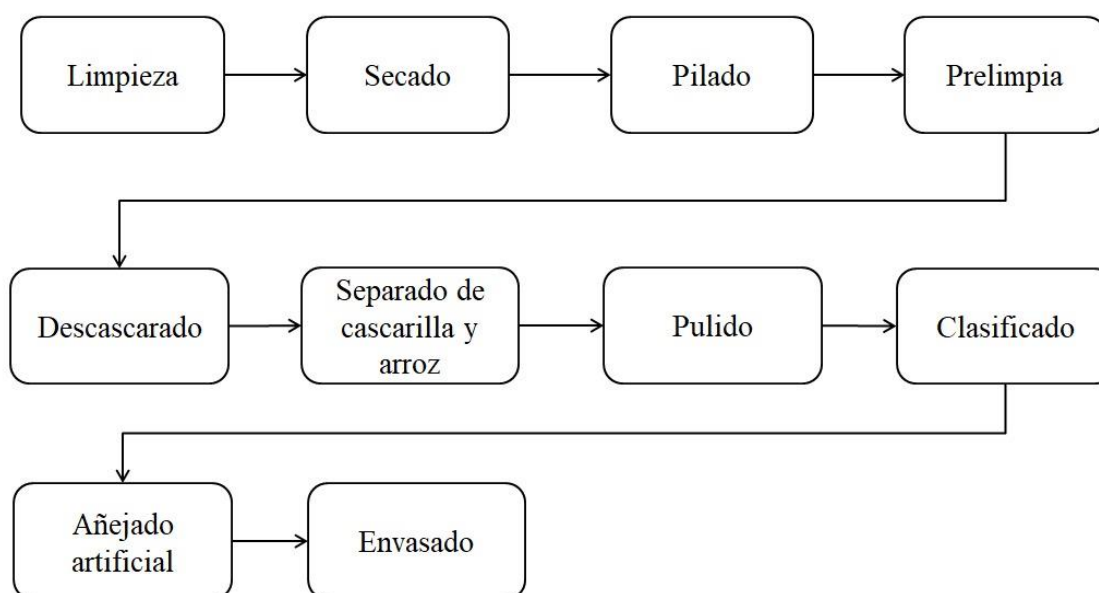 Limpieza
Secado
Pilado
Prelimpia
Descascarado
Separado de
cascarilla y
arroz
Pulido
Clasificado
Añejado
artificial
Envasado